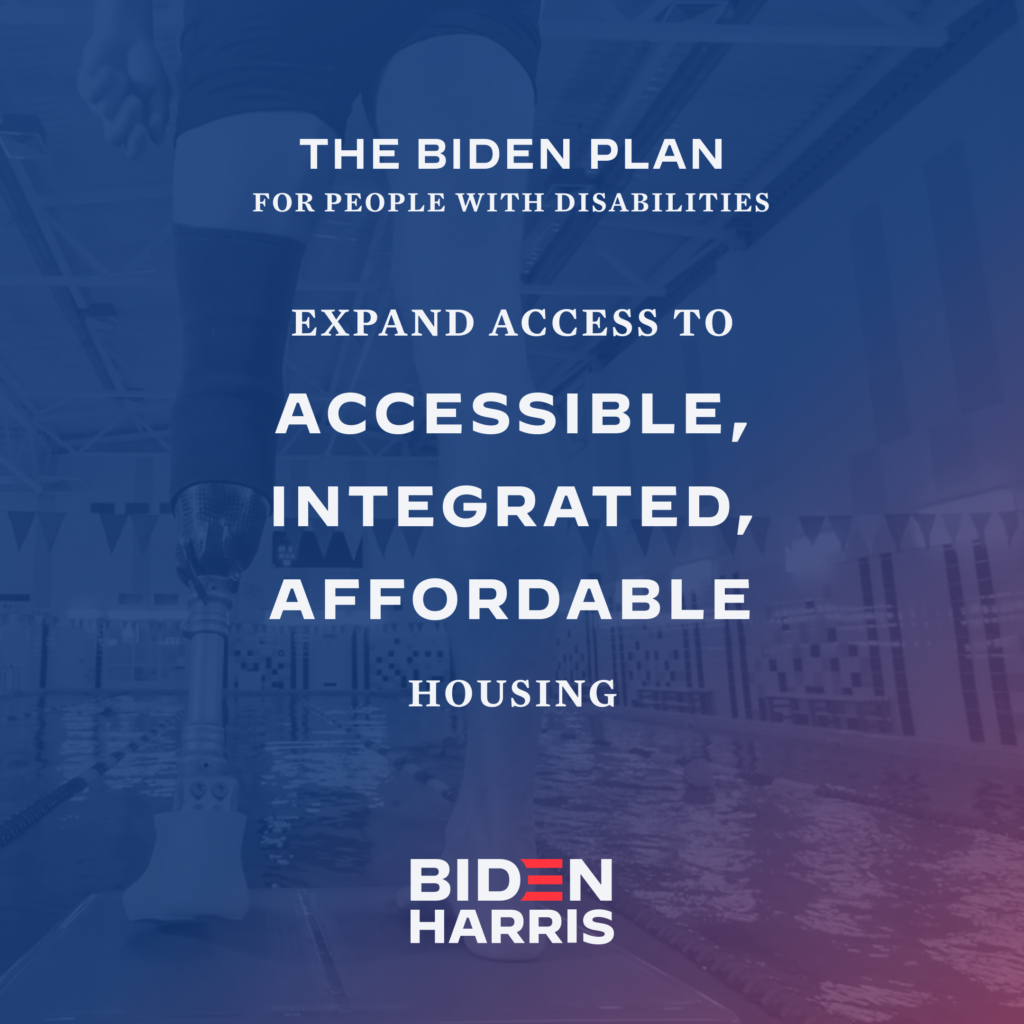 THE BIDEN PLAN
FOR PEOPLE WITH DISABILITIES
EXPAND ACCESS TO
ACCESSIBLE,
INTEGRATED,
AFFORDABLE
HOUSING
BIDEN
HARRIS